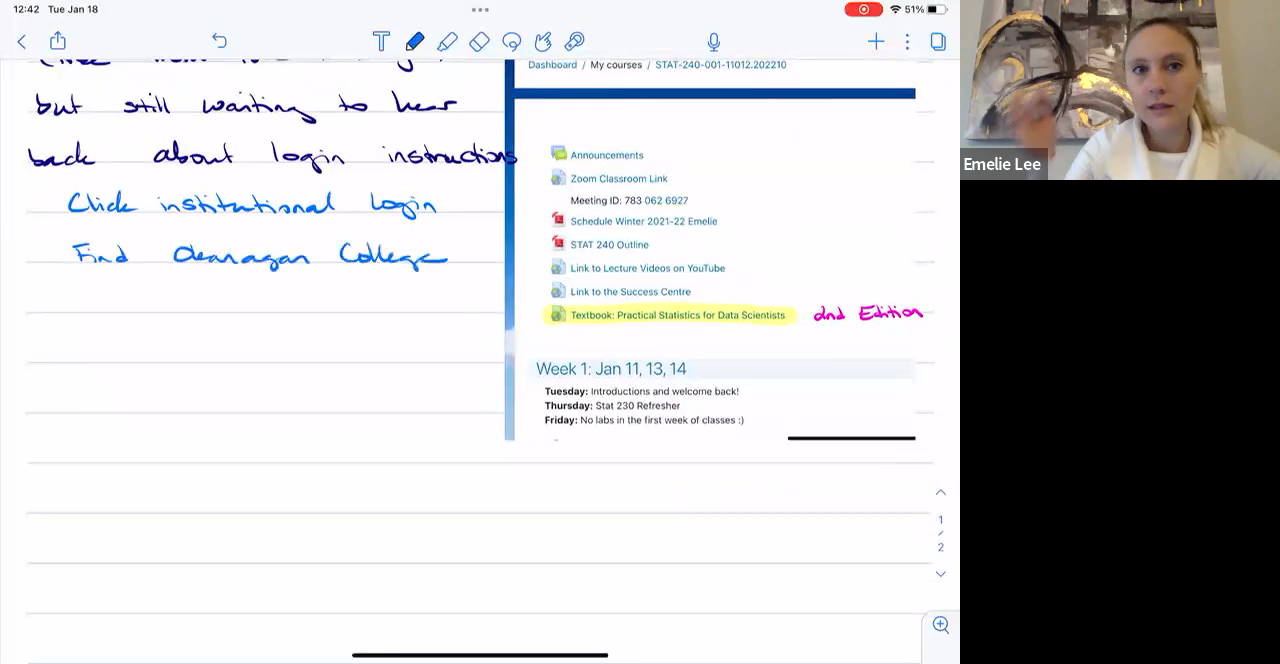 12:42 Tue Jan 18
51%
but still waiting to hear
back about login instructions
Click institutional Login
Find Okanagan College
Dashboard / My courses / STAT-240-001-11012.202210
Announcements
Zoom Classroom Link
Meeting ID: 783 062 6927
Schedule Winter 2021-22 Emelie
STAT 240 Outline
Link to Lecture Videos on YouTube
Link to the Success Centre
Textbook: Practical Statistics for Data Scientists 2nd Edition
Week 1: Jan 11, 13, 14
Tuesday: Introductions and welcome back!
Thursday: Stat 230 Refresher
Friday: No labs in the first week of classes :)
1
/
2
Emelie Lee